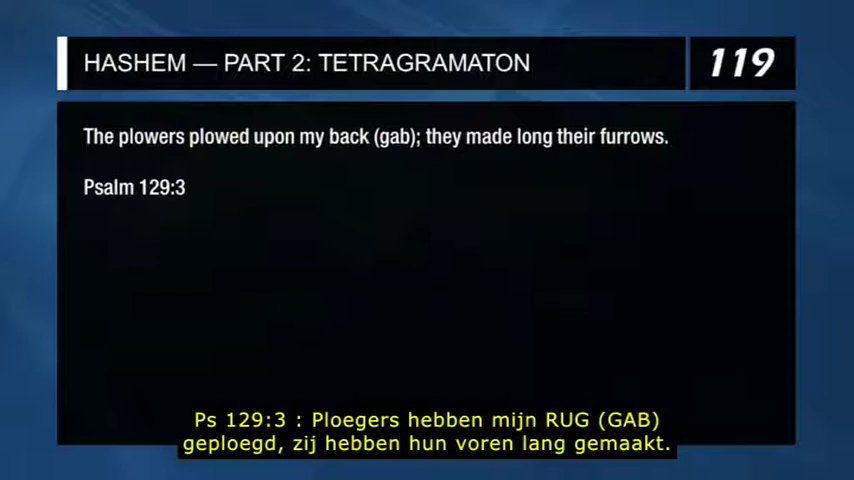 HASHEM — PART 2: TETRAGRAMATON
119
The plowers plowed upon my back (gab); they made long their furrows.
Psalm 129:3
Ps 129:3 : Ploegers hebben mijn RUG (GAB)
geploegd, zij hebben hun voren lang gemaakt.